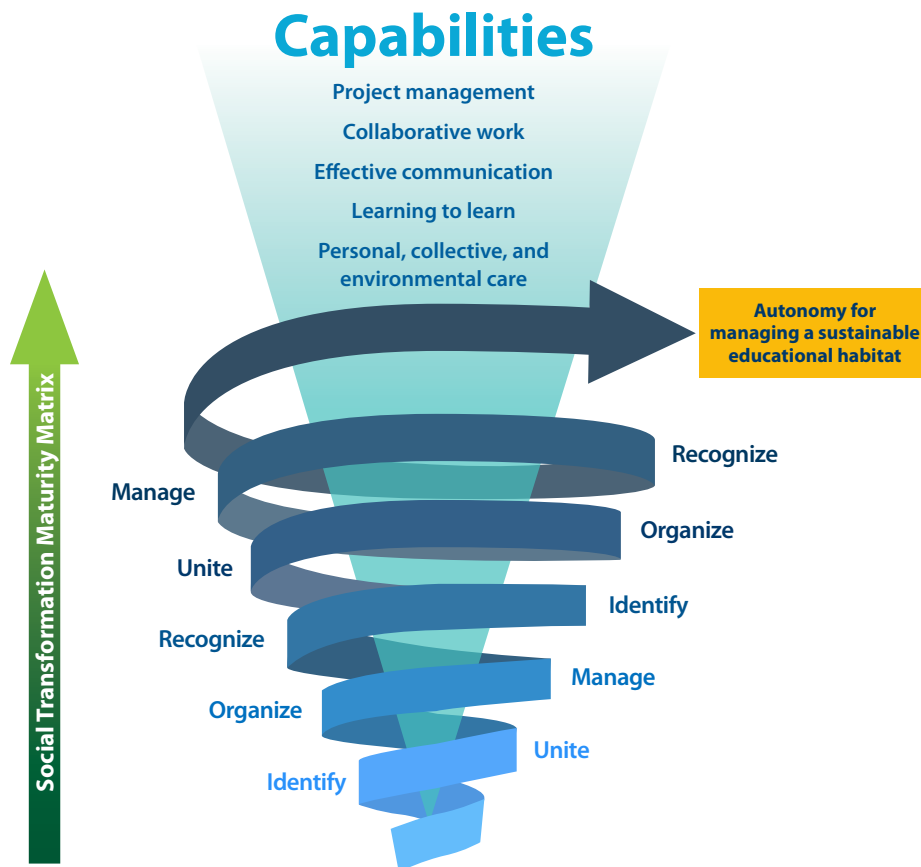 Capabilities
Project management
Collaborative work
Effective communication
Learning to learn
Personal, collective, and
environmental care
Autonomy for
managing a sustainable
educational habitat
Social Transformation Maturity Matrix
Recognize
Manage
Organize
Unite
Identify
Recognize
Manage
Organize
Unite
Identify